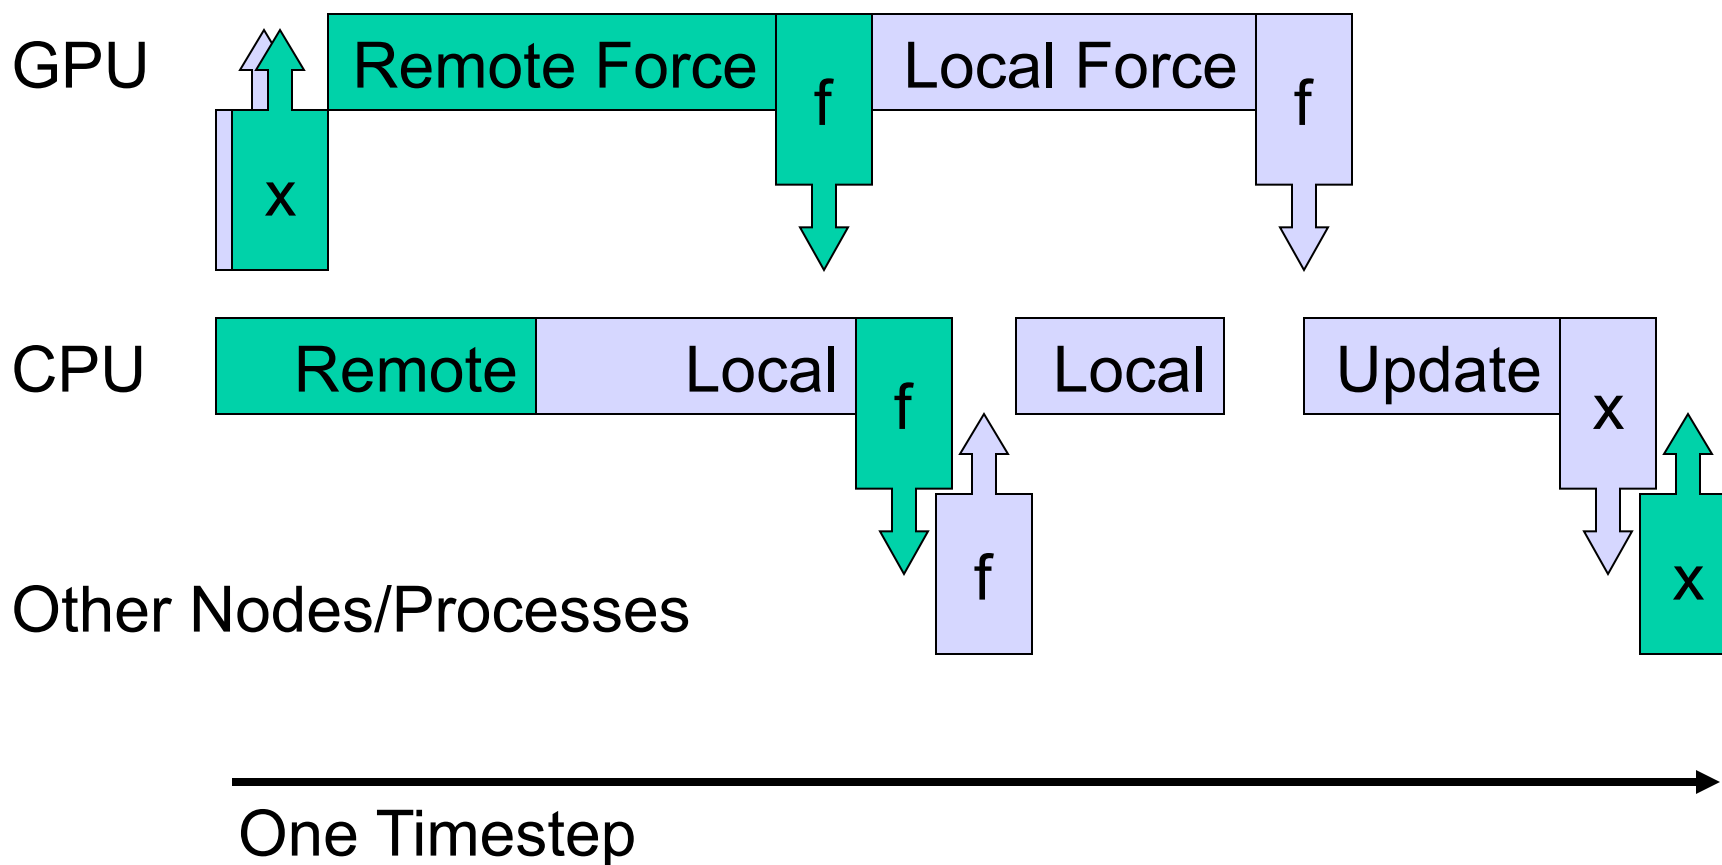 GPU
Remote Force
f
Local Force
f
x
CPU
Remote
Local
f
Local
Update
x
f
x
Other Nodes/Processes
One Timestep